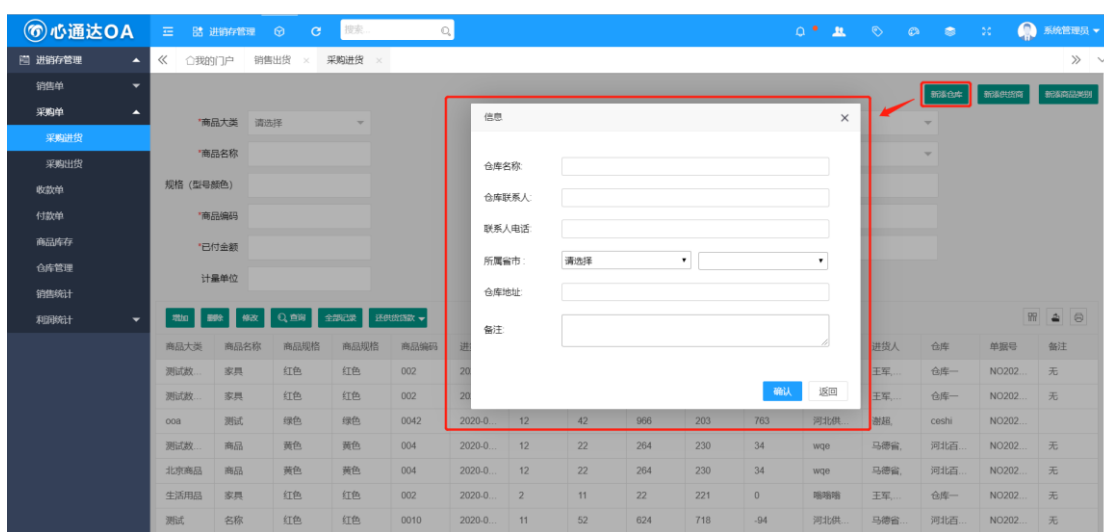 心通达OA 进销存管理 搜索... 系统管理员
进销存管理 我的门户 销售出货 采购进货
销售单
采购单
采购进货
采购出货
收款单
付款单
商品库存
仓库管理
销售统计
利润统计
新添仓库 新添供货商 新添商品类别
*商品大类 请选择
*商品名称
规格（型号颜色）
*商品编码
*已付金额
计量单位
信息
仓库名称:
仓库联系人:
联系人电话:
所属省市 : 请选择
仓库地址:
备注:
确认 返回
增加 删除 修改 查询 全部记录 还供货款
商品大类 商品名称 商品规格 商品规格 商品编码 进货人 仓库 单据号 备注
测试数... 家具 红色 红色 002 20 王军,... 仓库一 NO202... 无
测试数... 家具 红色 红色 002 20 王军,... 仓库一 NO202... 无
ooa 测试 绿色 绿色 0042 2020-0... 12 42 966 203 763 河北供... 谢超, ceshi NO202...
测试数... 商品 黄色 黄色 004 2020-0... 12 22 264 230 34 wqe 马德省, 河北百... NO202... 无
北京商品 商品 黄色 黄色 004 2020-0... 12 22 264 230 34 wqe 马德省, 河北百... NO202... 无
生活用品 家具 红色 红色 002 2020-0... 2 11 22 221 0 嗡嗡嗡 王军,... 仓库一 NO202... 无
测试 名称 红色 红色 0010 2020-0... 11 52 624 718 -94 河北供... 马德省... 河北百... NO202... 无